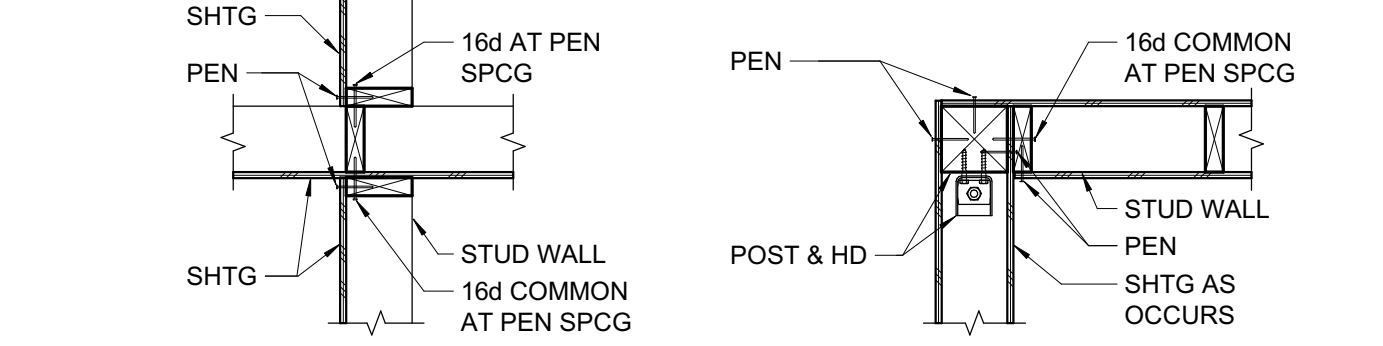 SHTG
16d AT PEN
SPCG
PEN
STUD WALL
SHTG
16d COMMON
AT PEN SPCG
PEN
16d COMMON
AT PEN SPCG
STUD WALL
POST & HD
PEN
SHTG AS
OCCURS